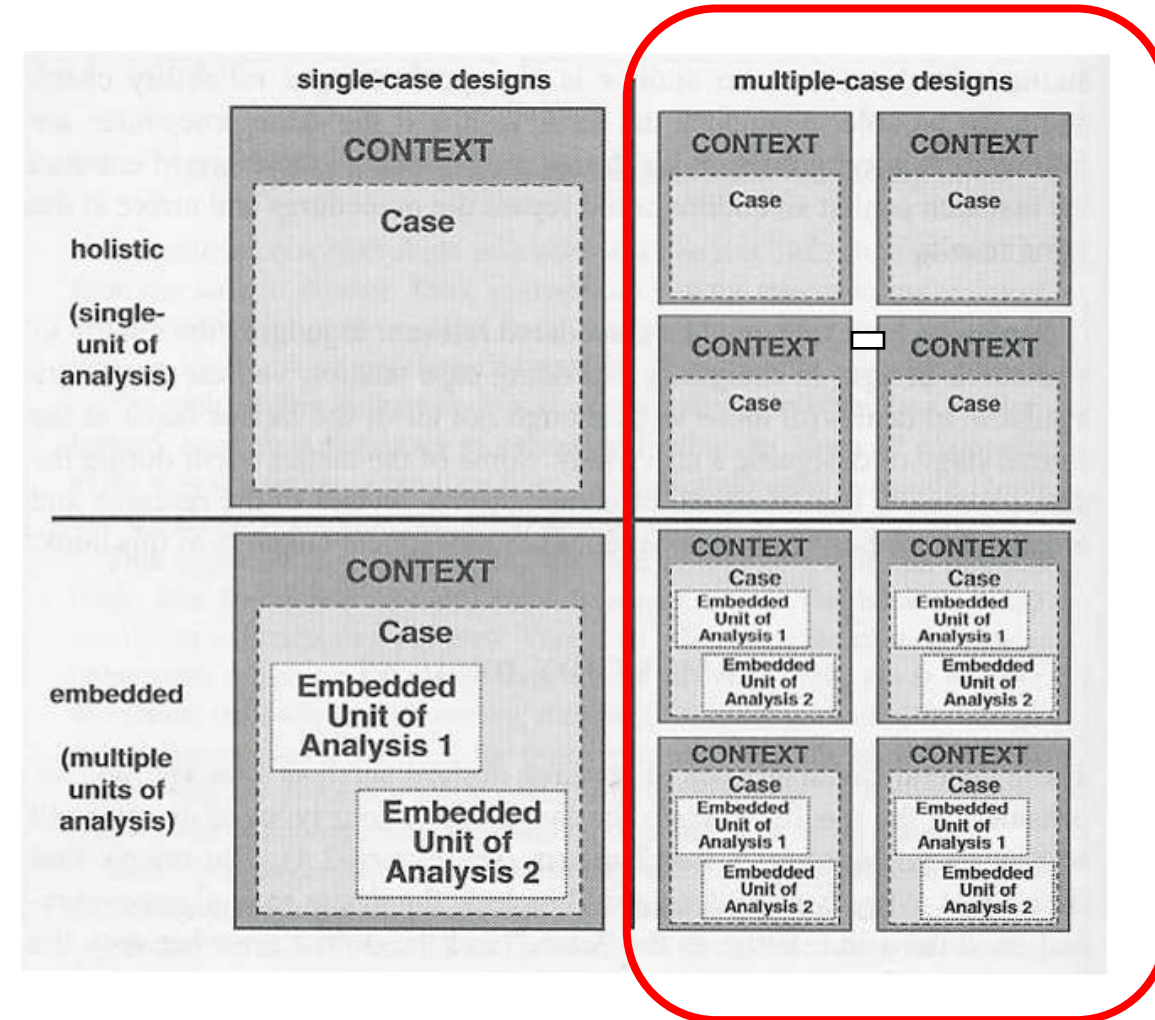 single-case designs
multiple-case designs
holistic
(single-
unit of
analysis)
CONTEXT
Case
CONTEXT
Case
CONTEXT
Case
CONTEXT
Case
CONTEXT
Case
embedded
(multiple
units of
analysis)
CONTEXT
Case
Embedded
Unit of
Analysis 1
Embedded
Unit of
Analysis 2
CONTEXT
Case
Embedded
Unit of
Analysis 1
Embedded
Unit of
Analysis 2
CONTEXT
Case
Embedded
Unit of
Analysis 1
Embedded
Unit of
Analysis 2
CONTEXT
Case
Embedded
Unit of
Analysis 1
Embedded
Unit of
Analysis 2
CONTEXT
Case
Embedded
Unit of
Analysis 1
Embedded
Unit of
Analysis 2